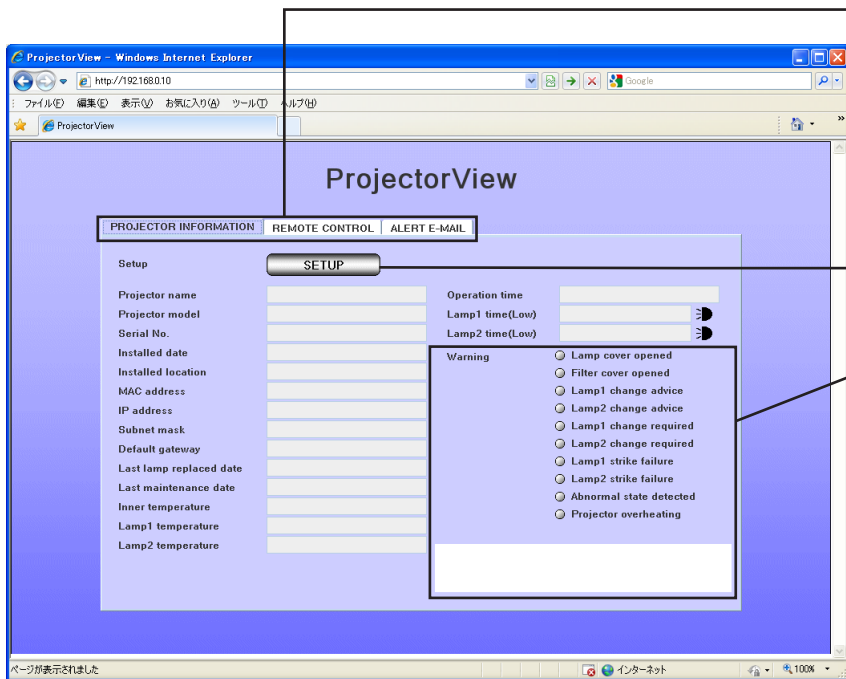 ProjectorView - Windows Internet Explorer
http://192.168.0.10
Google
ファイル(F) 編集(E) 表示(V) お気に入り(A) ツール(T) ヘルプ(H)
ProjectorView
ProjectorView
PROJECTOR INFORMATION REMOTE CONTROL ALERT E-MAIL
Setup SETUP
Projector name Operation time
Projector model Lamp1 time(Low)
Serial No. Lamp2 time(Low)
Installed date Warning Lamp cover opened
Installed location Filter cover opened
MAC address Lamp1 change advice
IP address Lamp2 change advice
Subnet mask Lamp1 change required
Default gateway Lamp2 change required
Last lamp replaced date Lamp1 strike failure
Last maintenance date Lamp2 strike failure
Inner temperature Abnormal state detected
Lamp1 temperature Projector overheating
Lamp2 temperature
ページが表示されました インターネット 100%